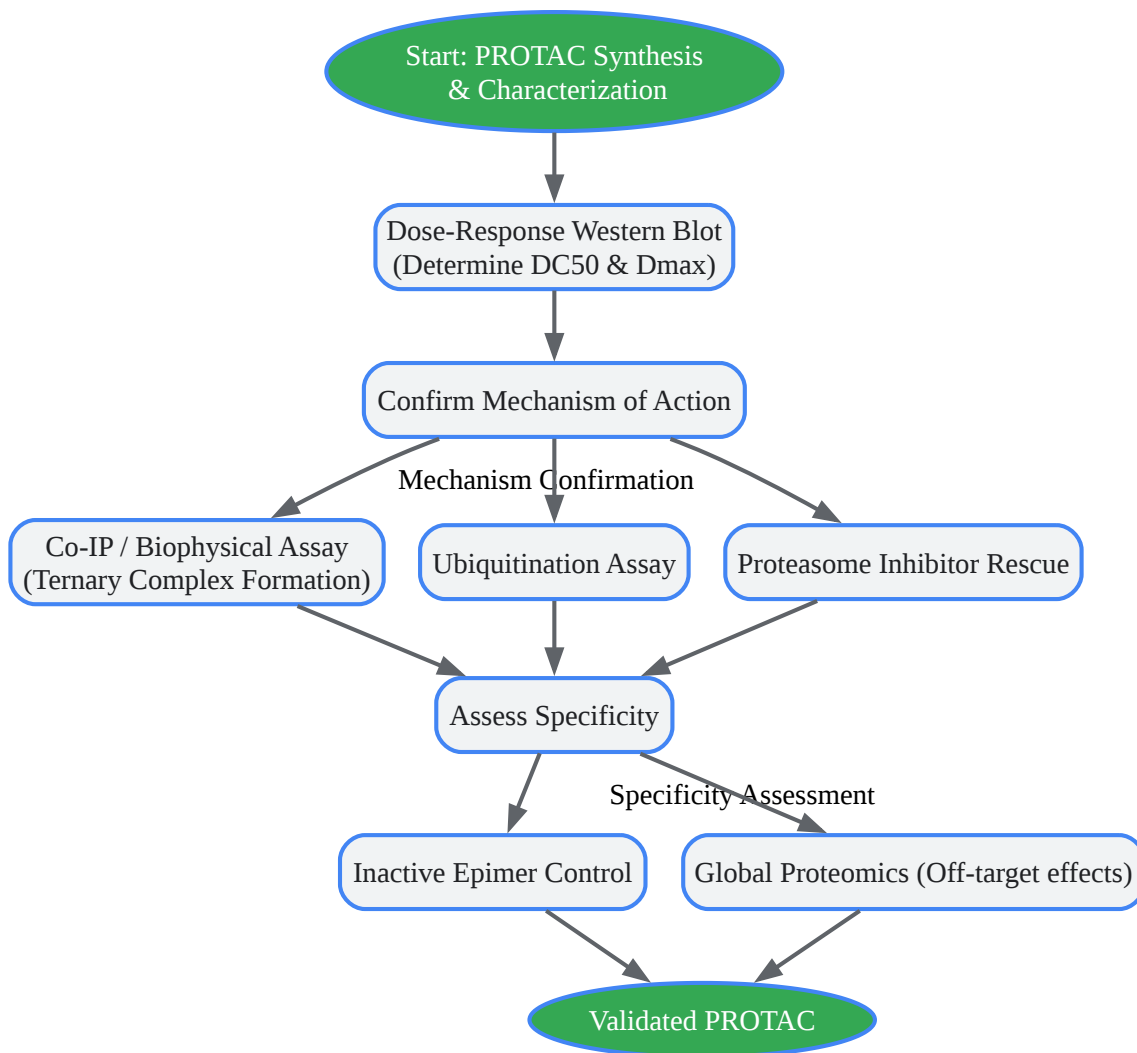 Start: PROTAC Synthesis
& Characterization
Dose-Response Western Blot
(Determine DC50 & Dmax)
Confirm Mechanism of Action
Mechanism Confirmation
Co-IP / Biophysical Assay
(Ternary Complex Formation)
Ubiquitination Assay
Proteasome Inhibitor Rescue
Assess Specificity
Specificity Assessment
Inactive Epimer Control
Global Proteomics (Off-target effects)
Validated PROTAC